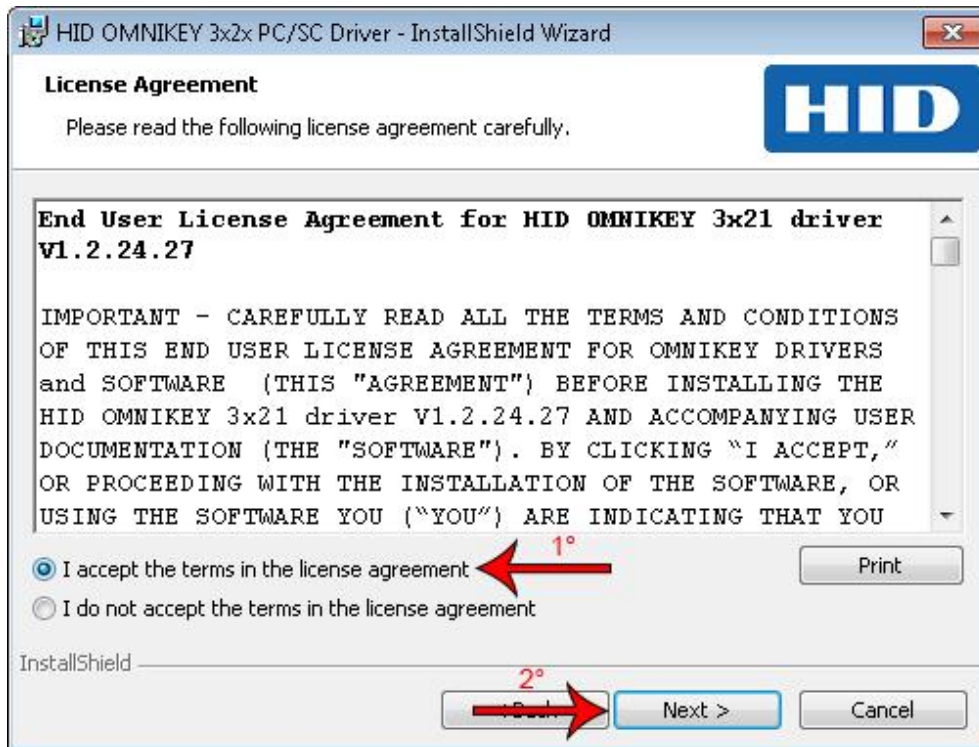 HID OMNIKEY 3x2x PC/SC Driver - InstallShield Wizard
License Agreement
Please read the following license agreement carefully.
HID
End User License Agreement for HID OMNIKEY 3x21 driver
V1.2.24.27
IMPORTANT - CAREFULLY READ ALL THE TERMS AND CONDITIONS
OF THIS END USER LICENSE AGREEMENT FOR OMNIKEY DRIVERS
and SOFTWARE (THIS "AGREEMENT") BEFORE INSTALLING THE
HID OMNIKEY 3x21 driver V1.2.24.27 AND ACCOMPANYING USER
DOCUMENTATION (THE "SOFTWARE"). BY CLICKING “I ACCEPT,”
OR PROCEEDING WITH THE INSTALLATION OF THE SOFTWARE, OR
USING THE SOFTWARE YOU (“YOU”) ARE INDICATING THAT YOU
1°
I accept the terms in the license agreement
Print
I do not accept the terms in the license agreement
InstallShield
2°
Next >
Cancel